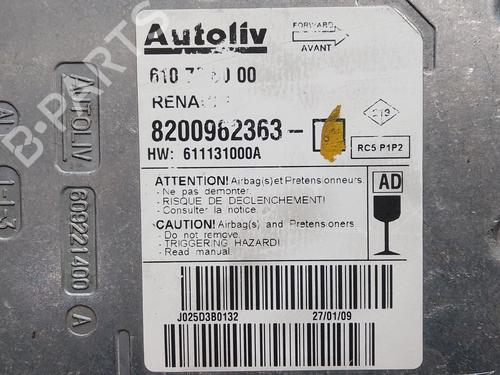 Autoliv
FORWARD
AVANT
00
8200962363-
HW: 611131000A
RC5 P1P2
ATTENTION! Airbag(s)et Pretensionneurs
- Ne pas demonter.
- RISQUE DE DECLENCHEMENT!
- Consulter la notice.
AD
CAUTION! Airbag(s) and Pretensioners
- Do not remove.
- TRIGGERING HAZARD!
- Read manual.
J025D3B0132
27/01/09
AUTOLIV
609221400
A
1-1-3
B-PARTS